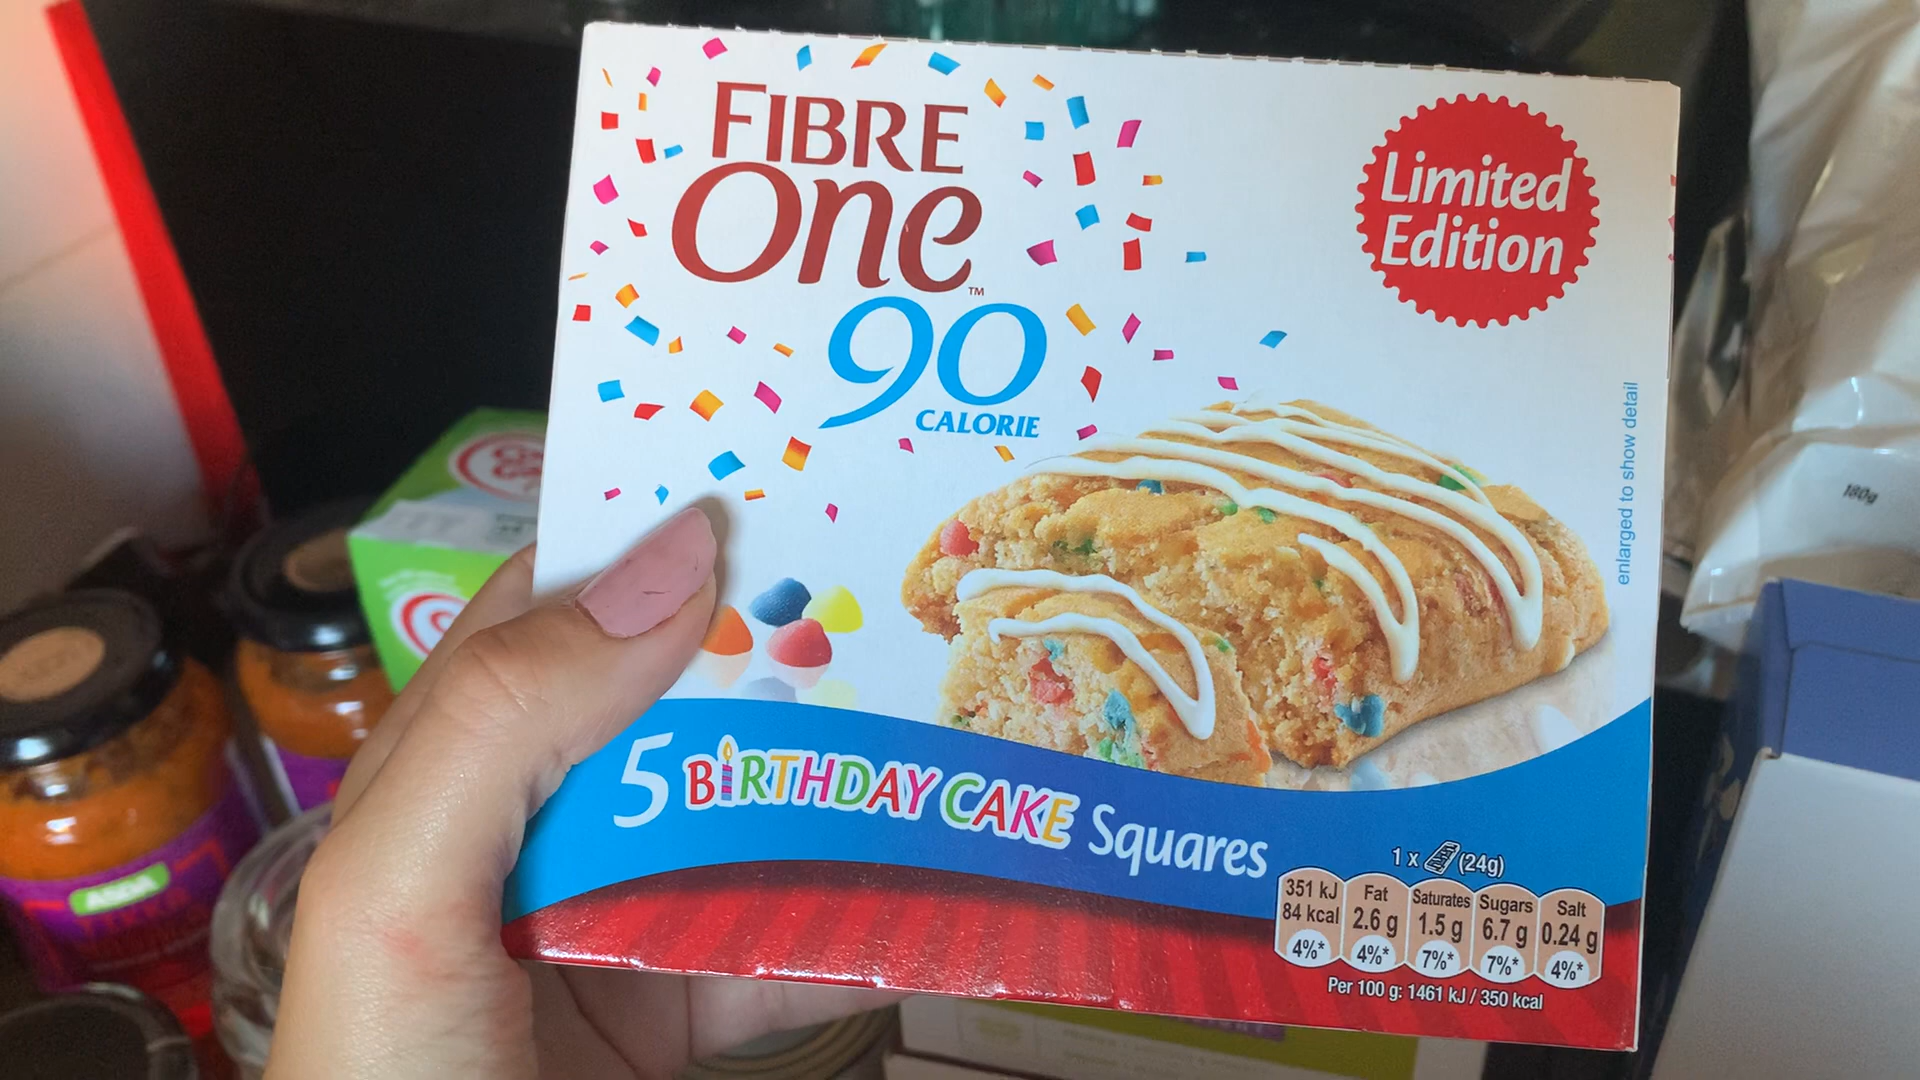 FIBRE
One™
90
CALORIE
Limited
Edition
enlarged to show detail
5 BIRTHDAY CAKE Squares
1 x (24g)
351 kJ
84 kcal
4%*
Fat
2.6 g
4%*
Saturates
1.5 g
7%*
Sugars
6.7 g
7%*
Salt
0.24 g
4%*
Per 100 g: 1461 kJ / 350 kcal
ASDA
180g